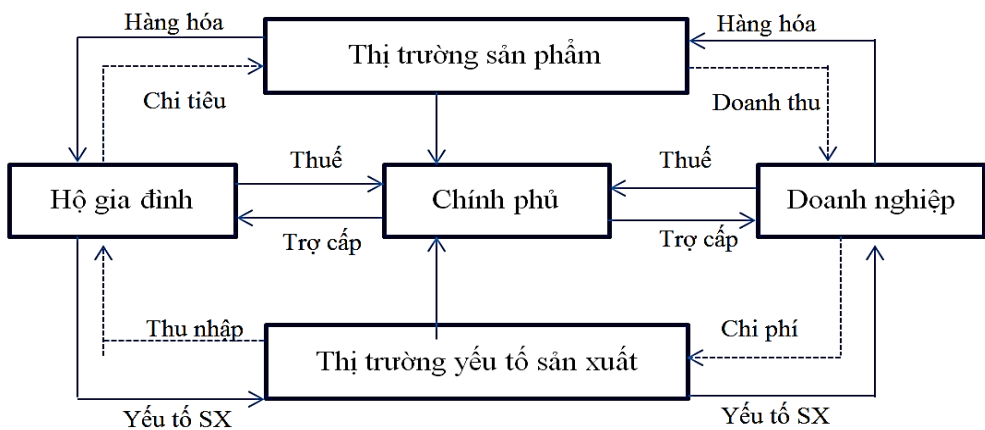 Hàng hóa
Hàng hóa
Thị trường sản phẩm
Chi tiêu
Doanh thu
Thuế
Thuế
Hộ gia đình
Chính phủ
Doanh nghiệp
Trợ cấp
Trợ cấp
Thu nhập
Chi phí
Thị trường yếu tố sản xuất
Yếu tố SX
Yếu tố SX